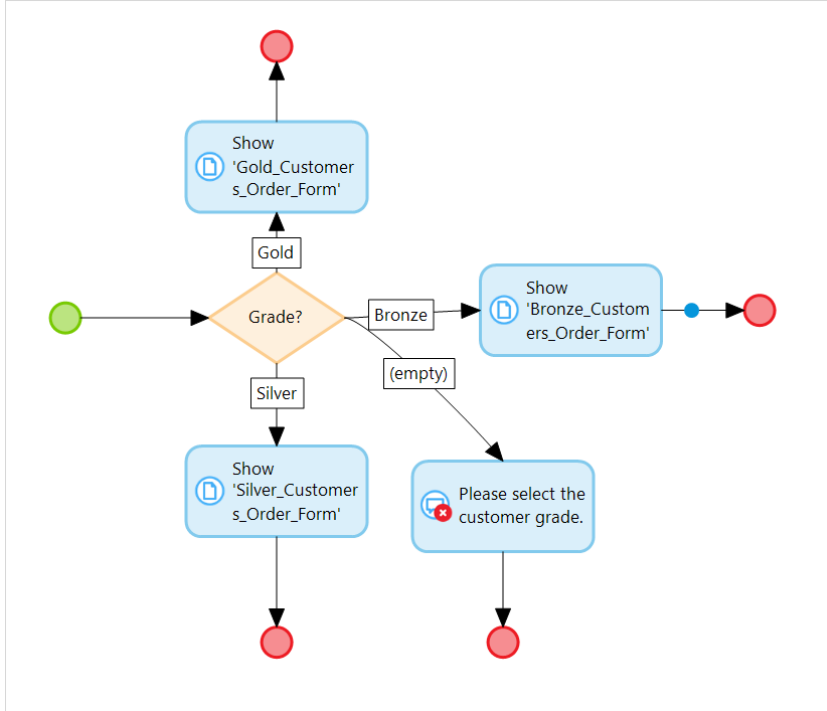 Show
'Gold_Customer
s_Order_Form'
Gold
Grade?
Bronze
Show
'Bronze_Custom
ers_Order_Form'
(empty)
Silver
Show
'Silver_Customer
s_Order_Form'
Please select the
customer grade.